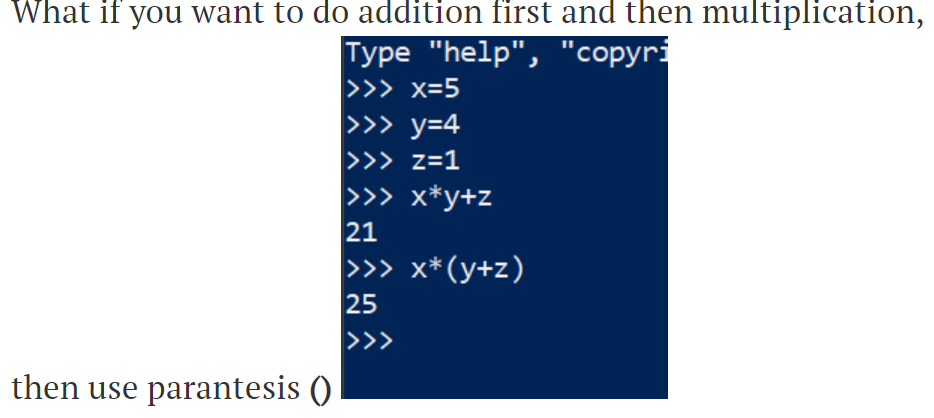 What if you want to do addition first and then multiplication,
Type "help", "copyri
>>> x=5
>>> y=4
>>> z=1
>>> x*y+z
21
>>> x*(y+z)
25
>>>
then use parantesis ()